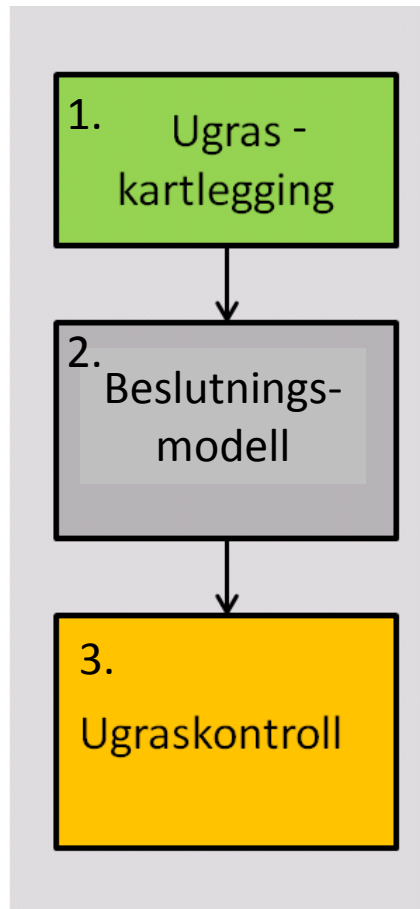 1. Ugras -
kartlegging
2.
Beslutnings-
modell
3.
Ugraskontroll